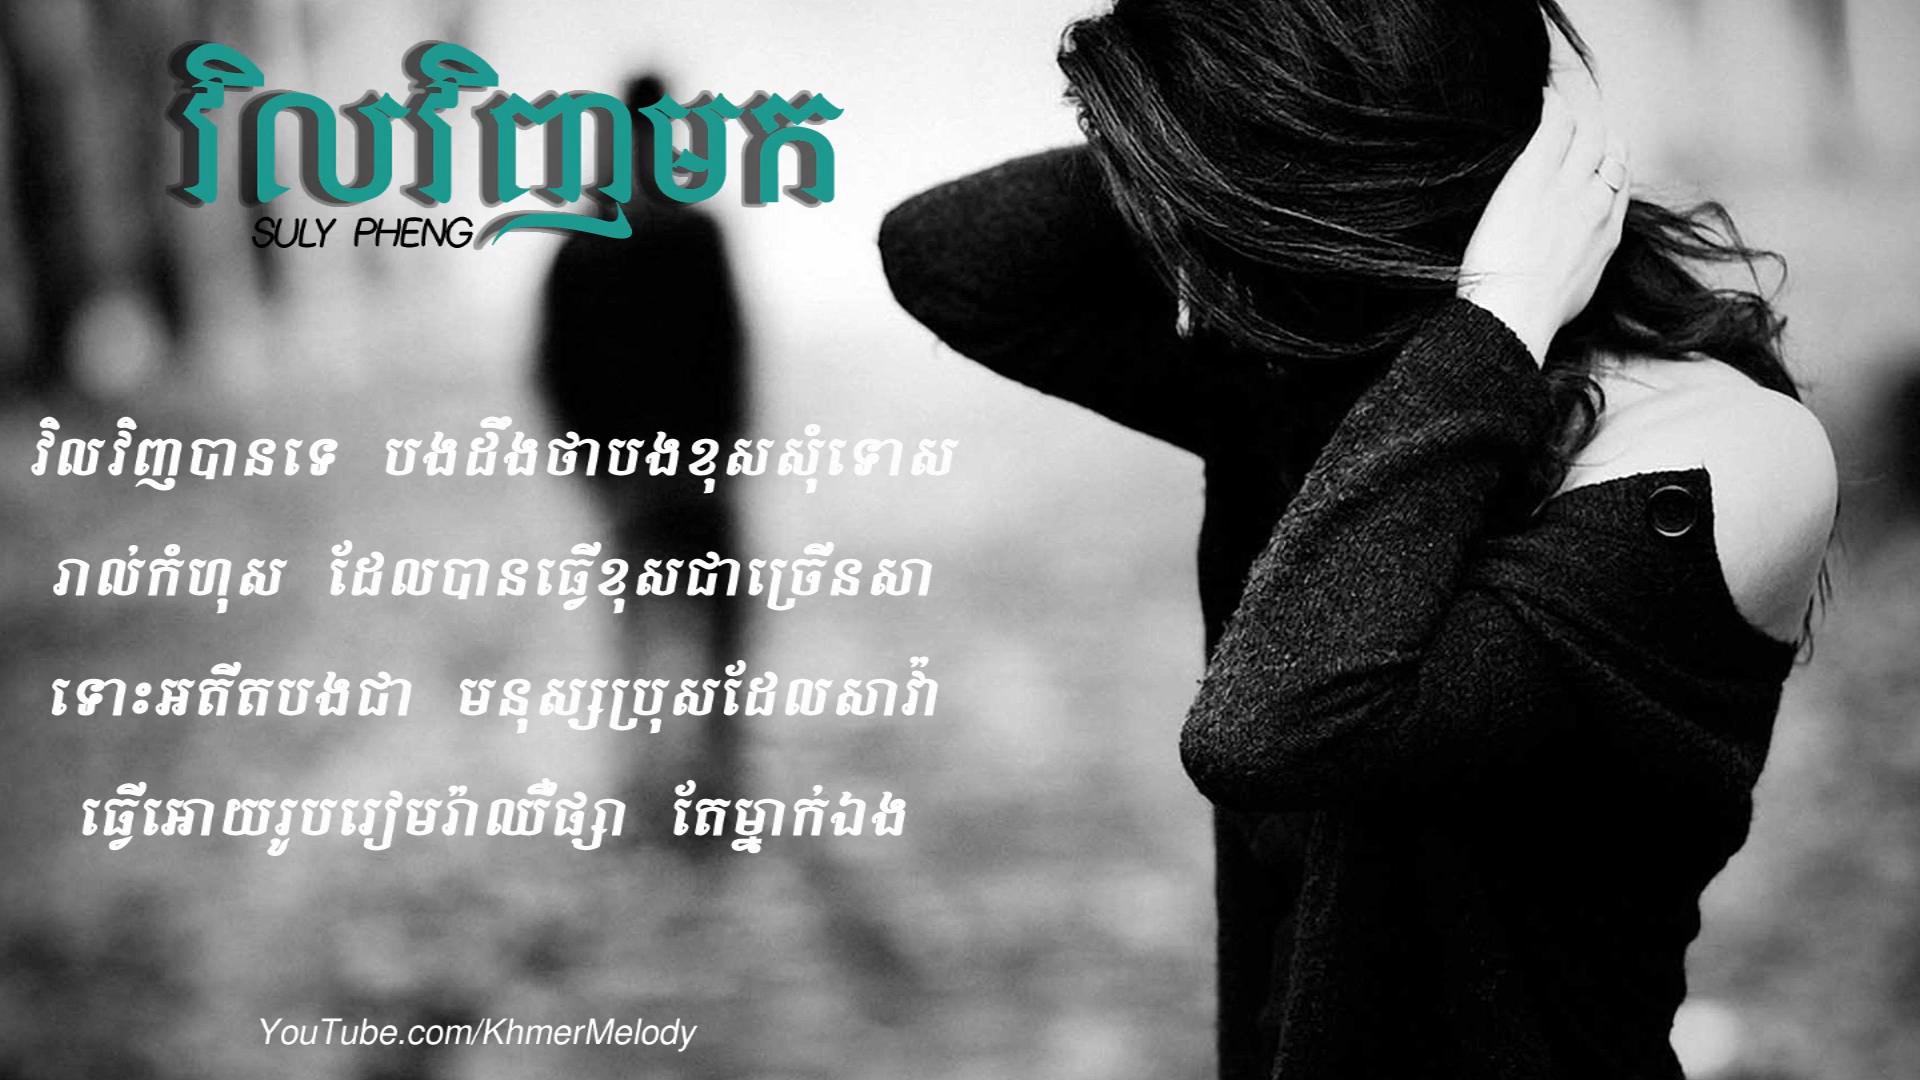 វិលវិញមក
SULY PHENG
វិលវិញបានទេ បងដឹងថាបងខុសសុំទោស
រាល់កំហុស ដែលបានធ្វើខុសជាច្រើនសា
ទោះអតីតបងជា មនុស្សប្រុសដែលសាវ៉ា
ធ្វើអោយរូបរៀមរ៉ាឈឺផ្សា តែម្នាក់ឯង
YouTube.com/KhmerMelody